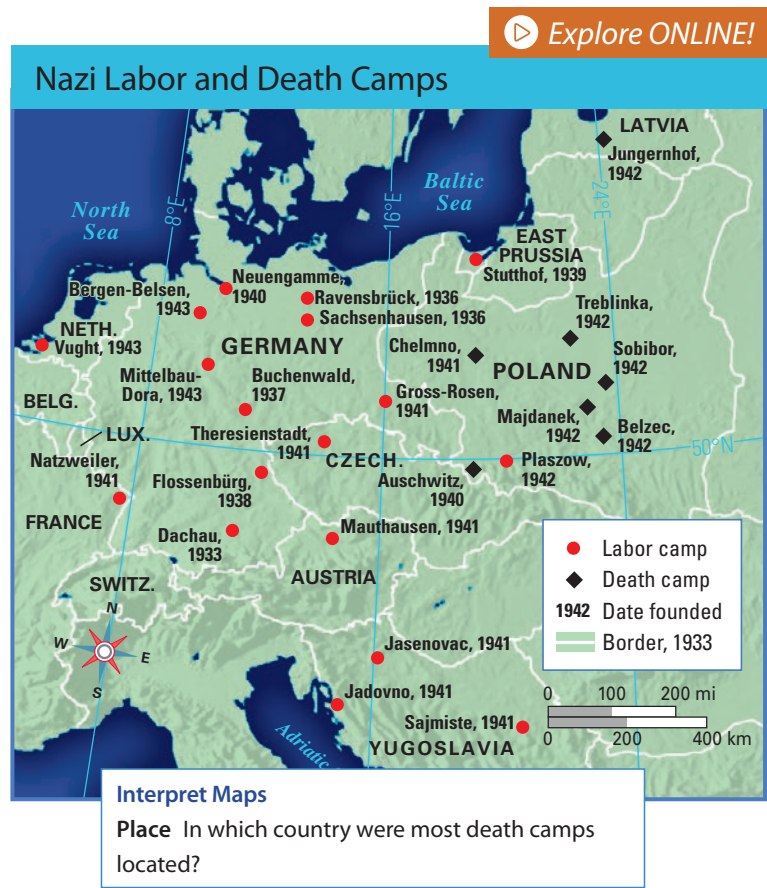 Explore ONLINE!
Nazi Labor and Death Camps
LATVIA
Jungernhof,
1942
Baltic
Sea
24°E
16°E
8°E
North
Sea
EAST
PRUSSIA
Stutthof, 1939
Neuengamme,
1940
Bergen-Belsen,
1943
Ravensbrück, 1936
Sachsenhausen, 1936
Treblinka,
1942
NETH.
Vught, 1943
GERMANY
Chelmno,
1941
POLAND
Sobibor,
1942
Mittelbau-
Dora, 1943
Buchenwald,
1937
Gross-Rosen,
1941
BELG.
Majdanek,
1942
Belzec,
1942
LUX.
Theresienstadt,
1941
CZECH.
50°N
Natzweiler,
1941
Flossenbürg,
1938
Auschwitz,
1940
Plaszow,
1942
FRANCE
Dachau,
1933
Mauthausen, 1941
SWITZ.
AUSTRIA
Labor camp
Death camp
1942 Date founded
Border, 1933
N
W
E
S
Jasenovac, 1941
Jadovno, 1941
Sajmiste, 1941
Adriatic
YUGOSLAVIA
0 100 200 mi
0 200 400 km
Interpret Maps
Place In which country were most death camps
located?